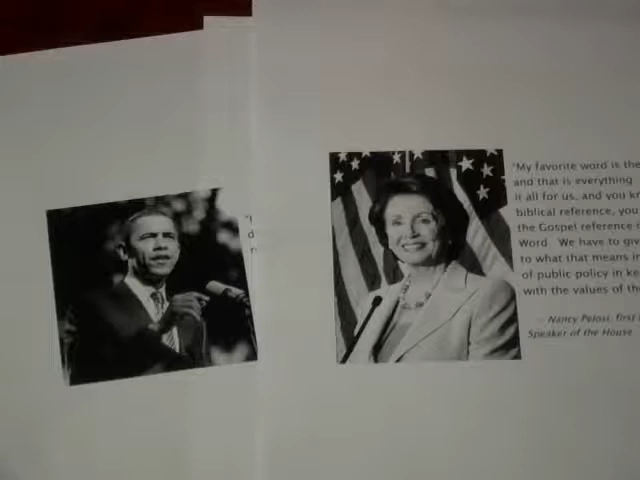 "My favorite word is the
and that is everything
it all for us, and you kn
biblical reference, you
the Gospel reference o
Word. We have to giv
to what that means in
of public policy in ke
with the values of the
— Nancy Pelosi, first
Speaker of the House